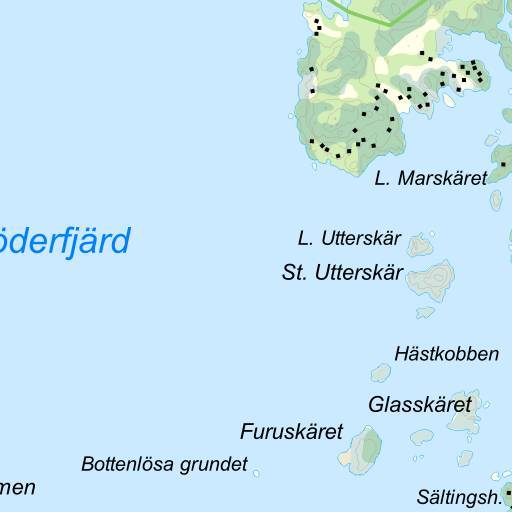 L. Marskäret
öderfjärd
L. Utterskär
St. Utterskär
Hästkobben
Glasskäret
Furuskäret
Bottenlösa grundet
men
Sältingsh.